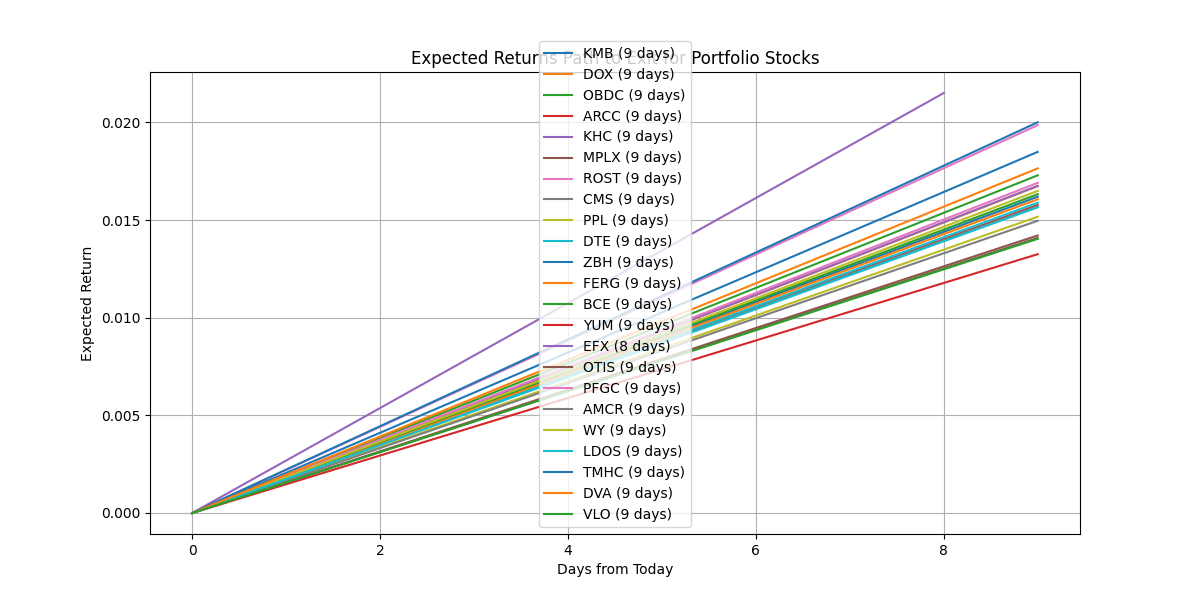 Expected Returns Path to Exit for Portfolio Stocks
KMB (9 days)
DOX (9 days)
OBDC (9 days)
ARCC (9 days)
KHC (9 days)
MPLX (9 days)
ROST (9 days)
CMS (9 days)
PPL (9 days)
DTE (9 days)
ZBH (9 days)
FERG (9 days)
BCE (9 days)
YUM (9 days)
EFX (8 days)
OTIS (9 days)
PFGC (9 days)
AMCR (9 days)
WY (9 days)
LDOS (9 days)
TMHC (9 days)
DVA (9 days)
VLO (9 days)
Expected Return
0.020
0.015
0.010
0.005
0.000
0 2 4 6 8
Days from Today